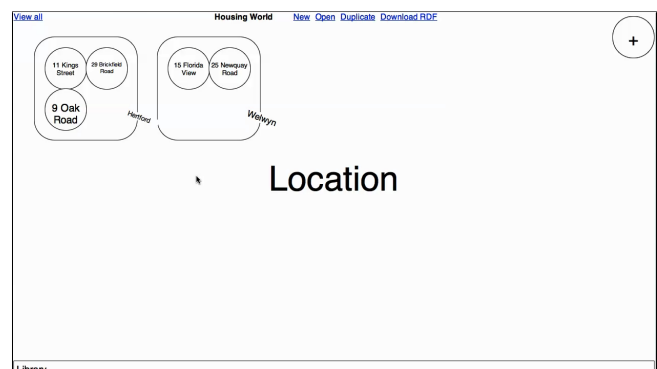 View all
Housing World
New Open Duplicate Download RDF
+
11 Kings
Street
29 Brickfield
Road
15 Florida
View
25 Newquay
Road
9 Oak
Road
Hertford
Welwyn
Location
Library